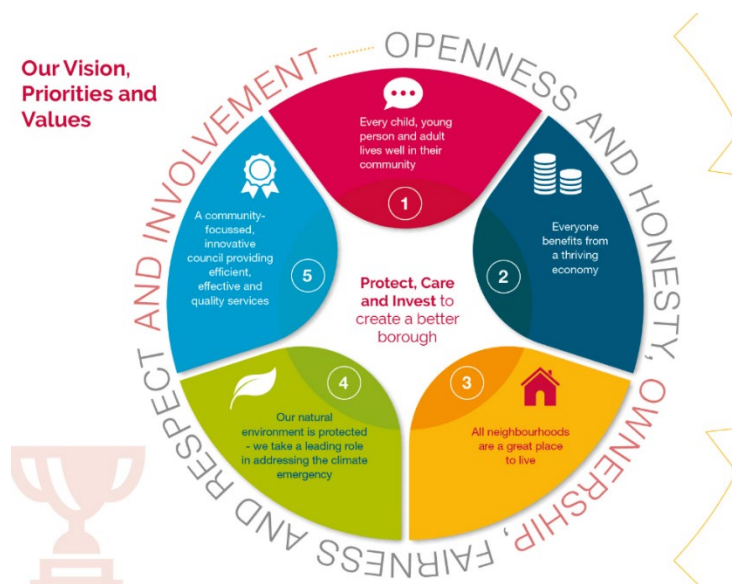 Our Vision,
Priorities and
Values
OPENNESS AND HONESTY, OWNERSHIP, FAIRNESS AND RESPECT AND INVOLVEMENT
Every child, young
person and adult
lives well in their
community
1
Everyone
benefits from
a thriving
economy
2
All neighbourhoods
are a great place
to live
3
Our natural
environment is protected
- we take a leading role
in addressing the climate
emergency
4
A community-
focussed,
innovative
council providing
efficient,
effective and
quality services
5
Protect, Care
and Invest to
create a better
borough